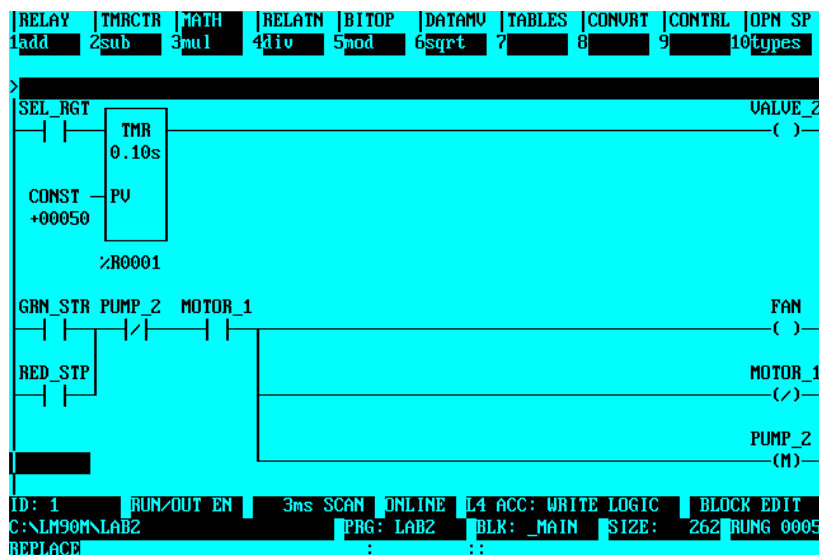 RELAY TMRCTR MATH RELATN BITOP DATAMV TABLES CONVRT CONTRL OPN SP
1add 2sub 3mul 4div 5mod 6sqrt 7 8 9 10types
>
SEL_RGT VALVE_2
TMR ( )
0.10s
CONST PV
+00050
%R0001
GRN_STR PUMP_2 MOTOR_1 FAN
/ ( )
RED_STP MOTOR_1
(/)
PUMP_2
(M)
ID: 1 RUN/OUT EN 3ms SCAN ONLINE L4 ACC: WRITE LOGIC BLOCK EDIT
C:\LM90M\LAB2 PRG: LAB2 BLK: _MAIN SIZE: 262 RUNG 0005
REPLACE : ::